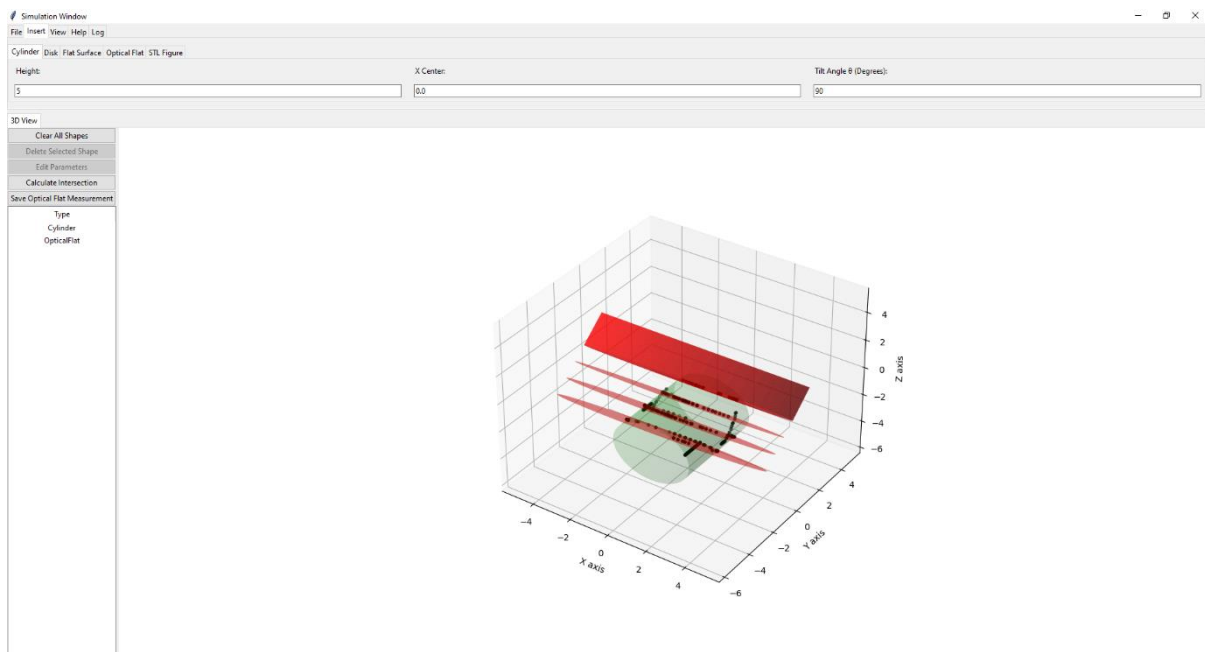 Simulation Window
File Insert View Help Log
Cylinder Disk Flat Surface Optical Flat STL Figure
Height: X Center: Tilt Angle θ (Degrees):
5 0.0 90
3D View
Clear All Shapes
Delete Selected Shape
Edit Parameters
Calculate Intersection
Save Optical Flat Measurement
Type
Cylinder
OpticalFlat
4
2
0
−2
−4
−6
Z axis
−4
−2
0
2
4
X axis
−6
−4
−2
0
2
4
Y axis